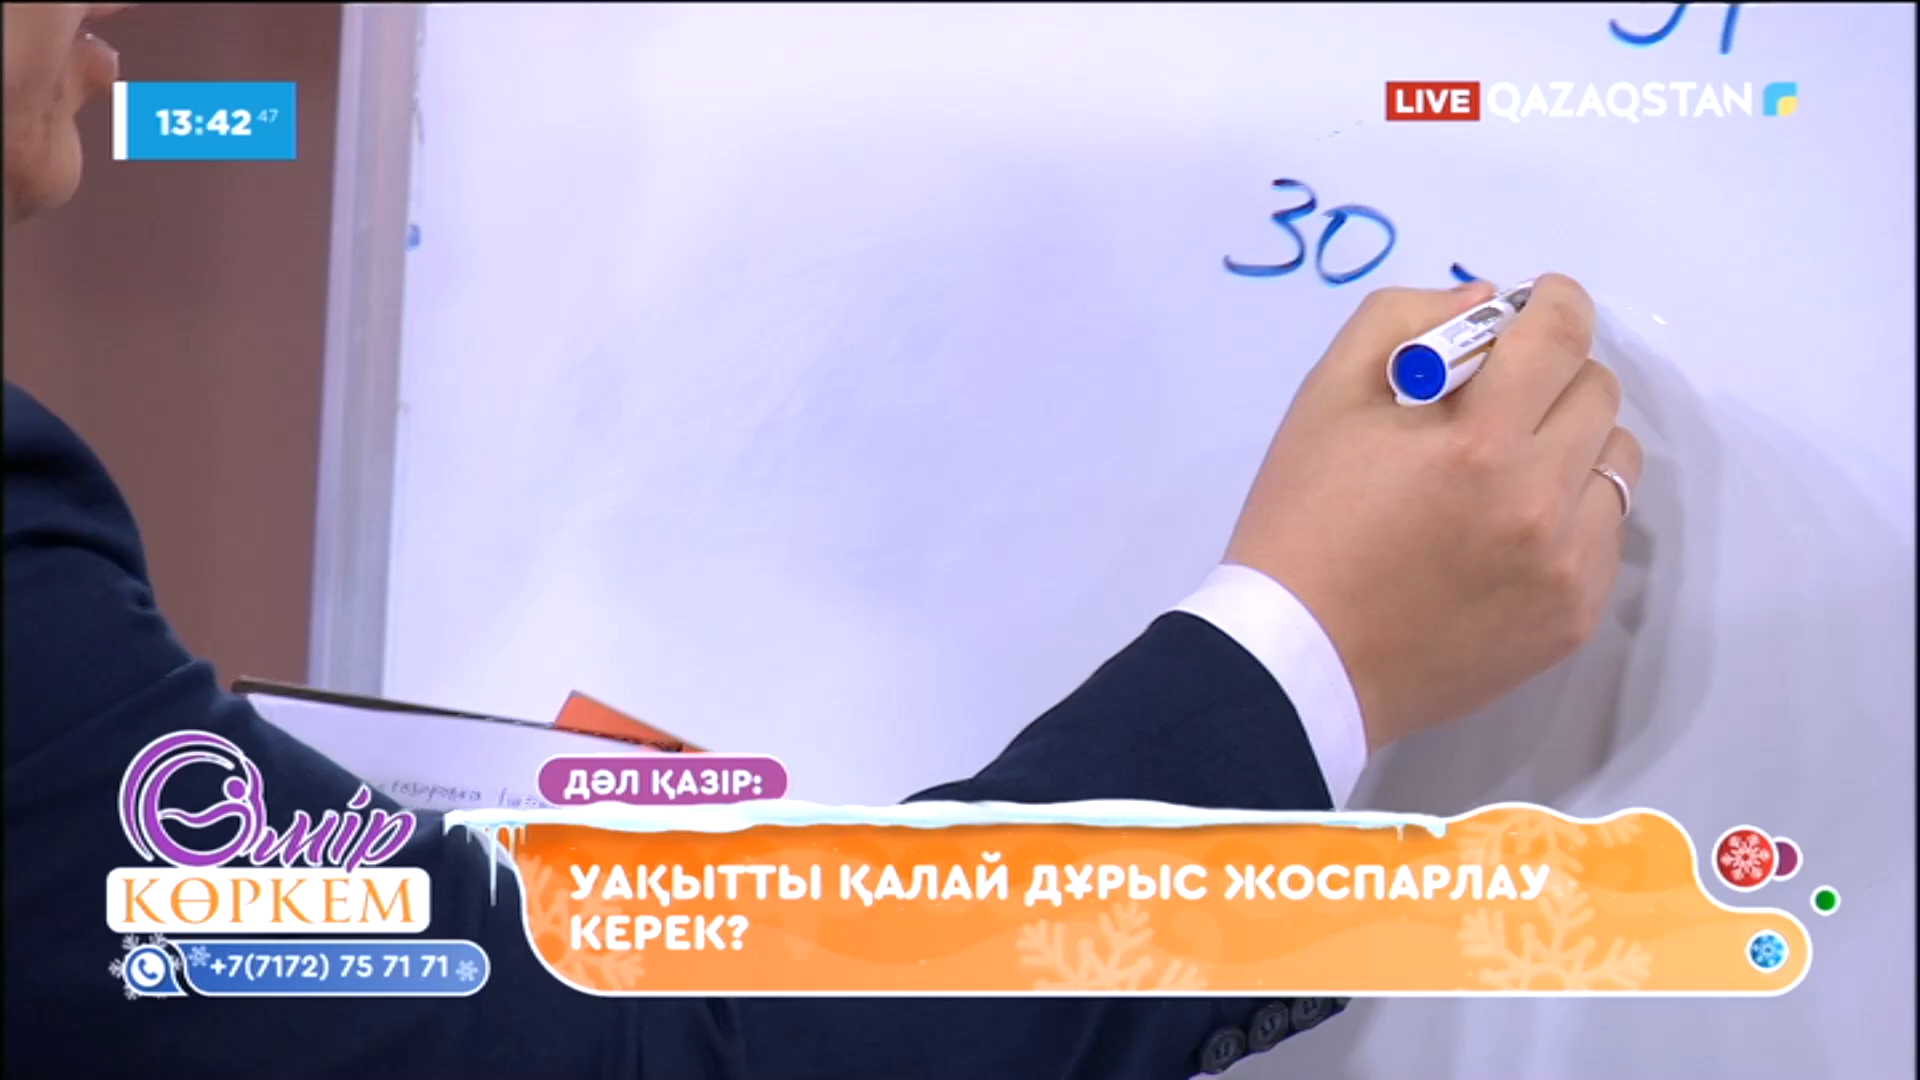 13:42 47
LIVE QAZAQSTAN
30
ДӘЛ ҚАЗІР:
Өмір
КӨРКЕМ
УАҚЫТТЫ ҚАЛАЙ ДҰРЫС ЖОСПАРЛАУ
КЕРЕК?
+7(7172) 75 71 71